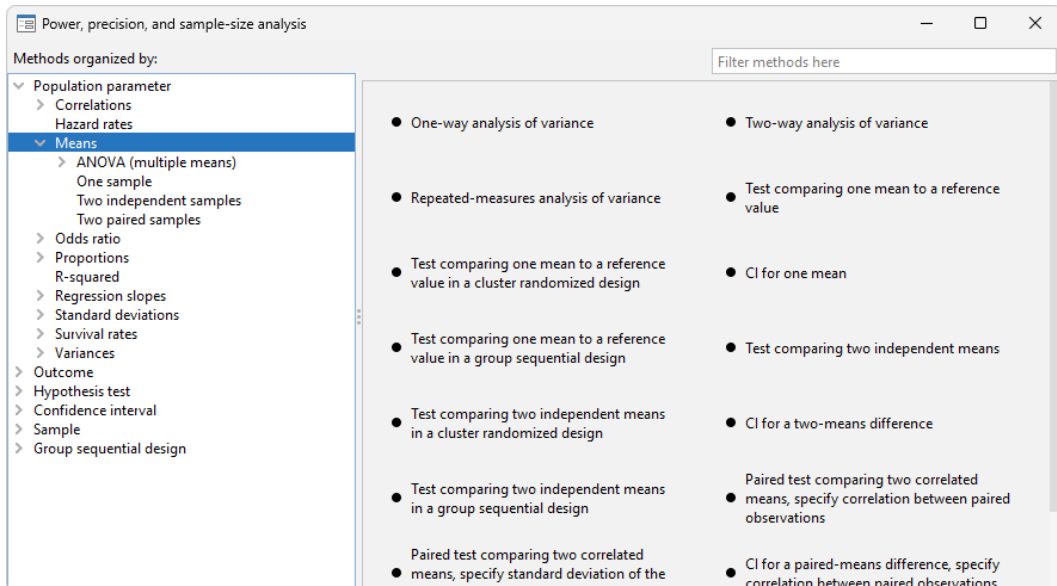 Power, precision, and sample-size analysis
Methods organized by:
Filter methods here
Population parameter
Correlations
Hazard rates
Means
ANOVA (multiple means)
One sample
Two independent samples
Two paired samples
Odds ratio
Proportions
R-squared
Regression slopes
Standard deviations
Survival rates
Variances
Outcome
Hypothesis test
Confidence interval
Sample
Group sequential design
One-way analysis of variance
Two-way analysis of variance
Repeated-measures analysis of variance
Test comparing one mean to a reference
value
Test comparing one mean to a reference
value in a cluster randomized design
CI for one mean
Test comparing one mean to a reference
value in a group sequential design
Test comparing two independent means
Test comparing two independent means
in a cluster randomized design
CI for a two-means difference
Test comparing two independent means
in a group sequential design
Paired test comparing two correlated
means, specify correlation between paired
observations
Paired test comparing two correlated
means, specify standard deviation of the
CI for a paired-means difference, specify
correlation between paired observations